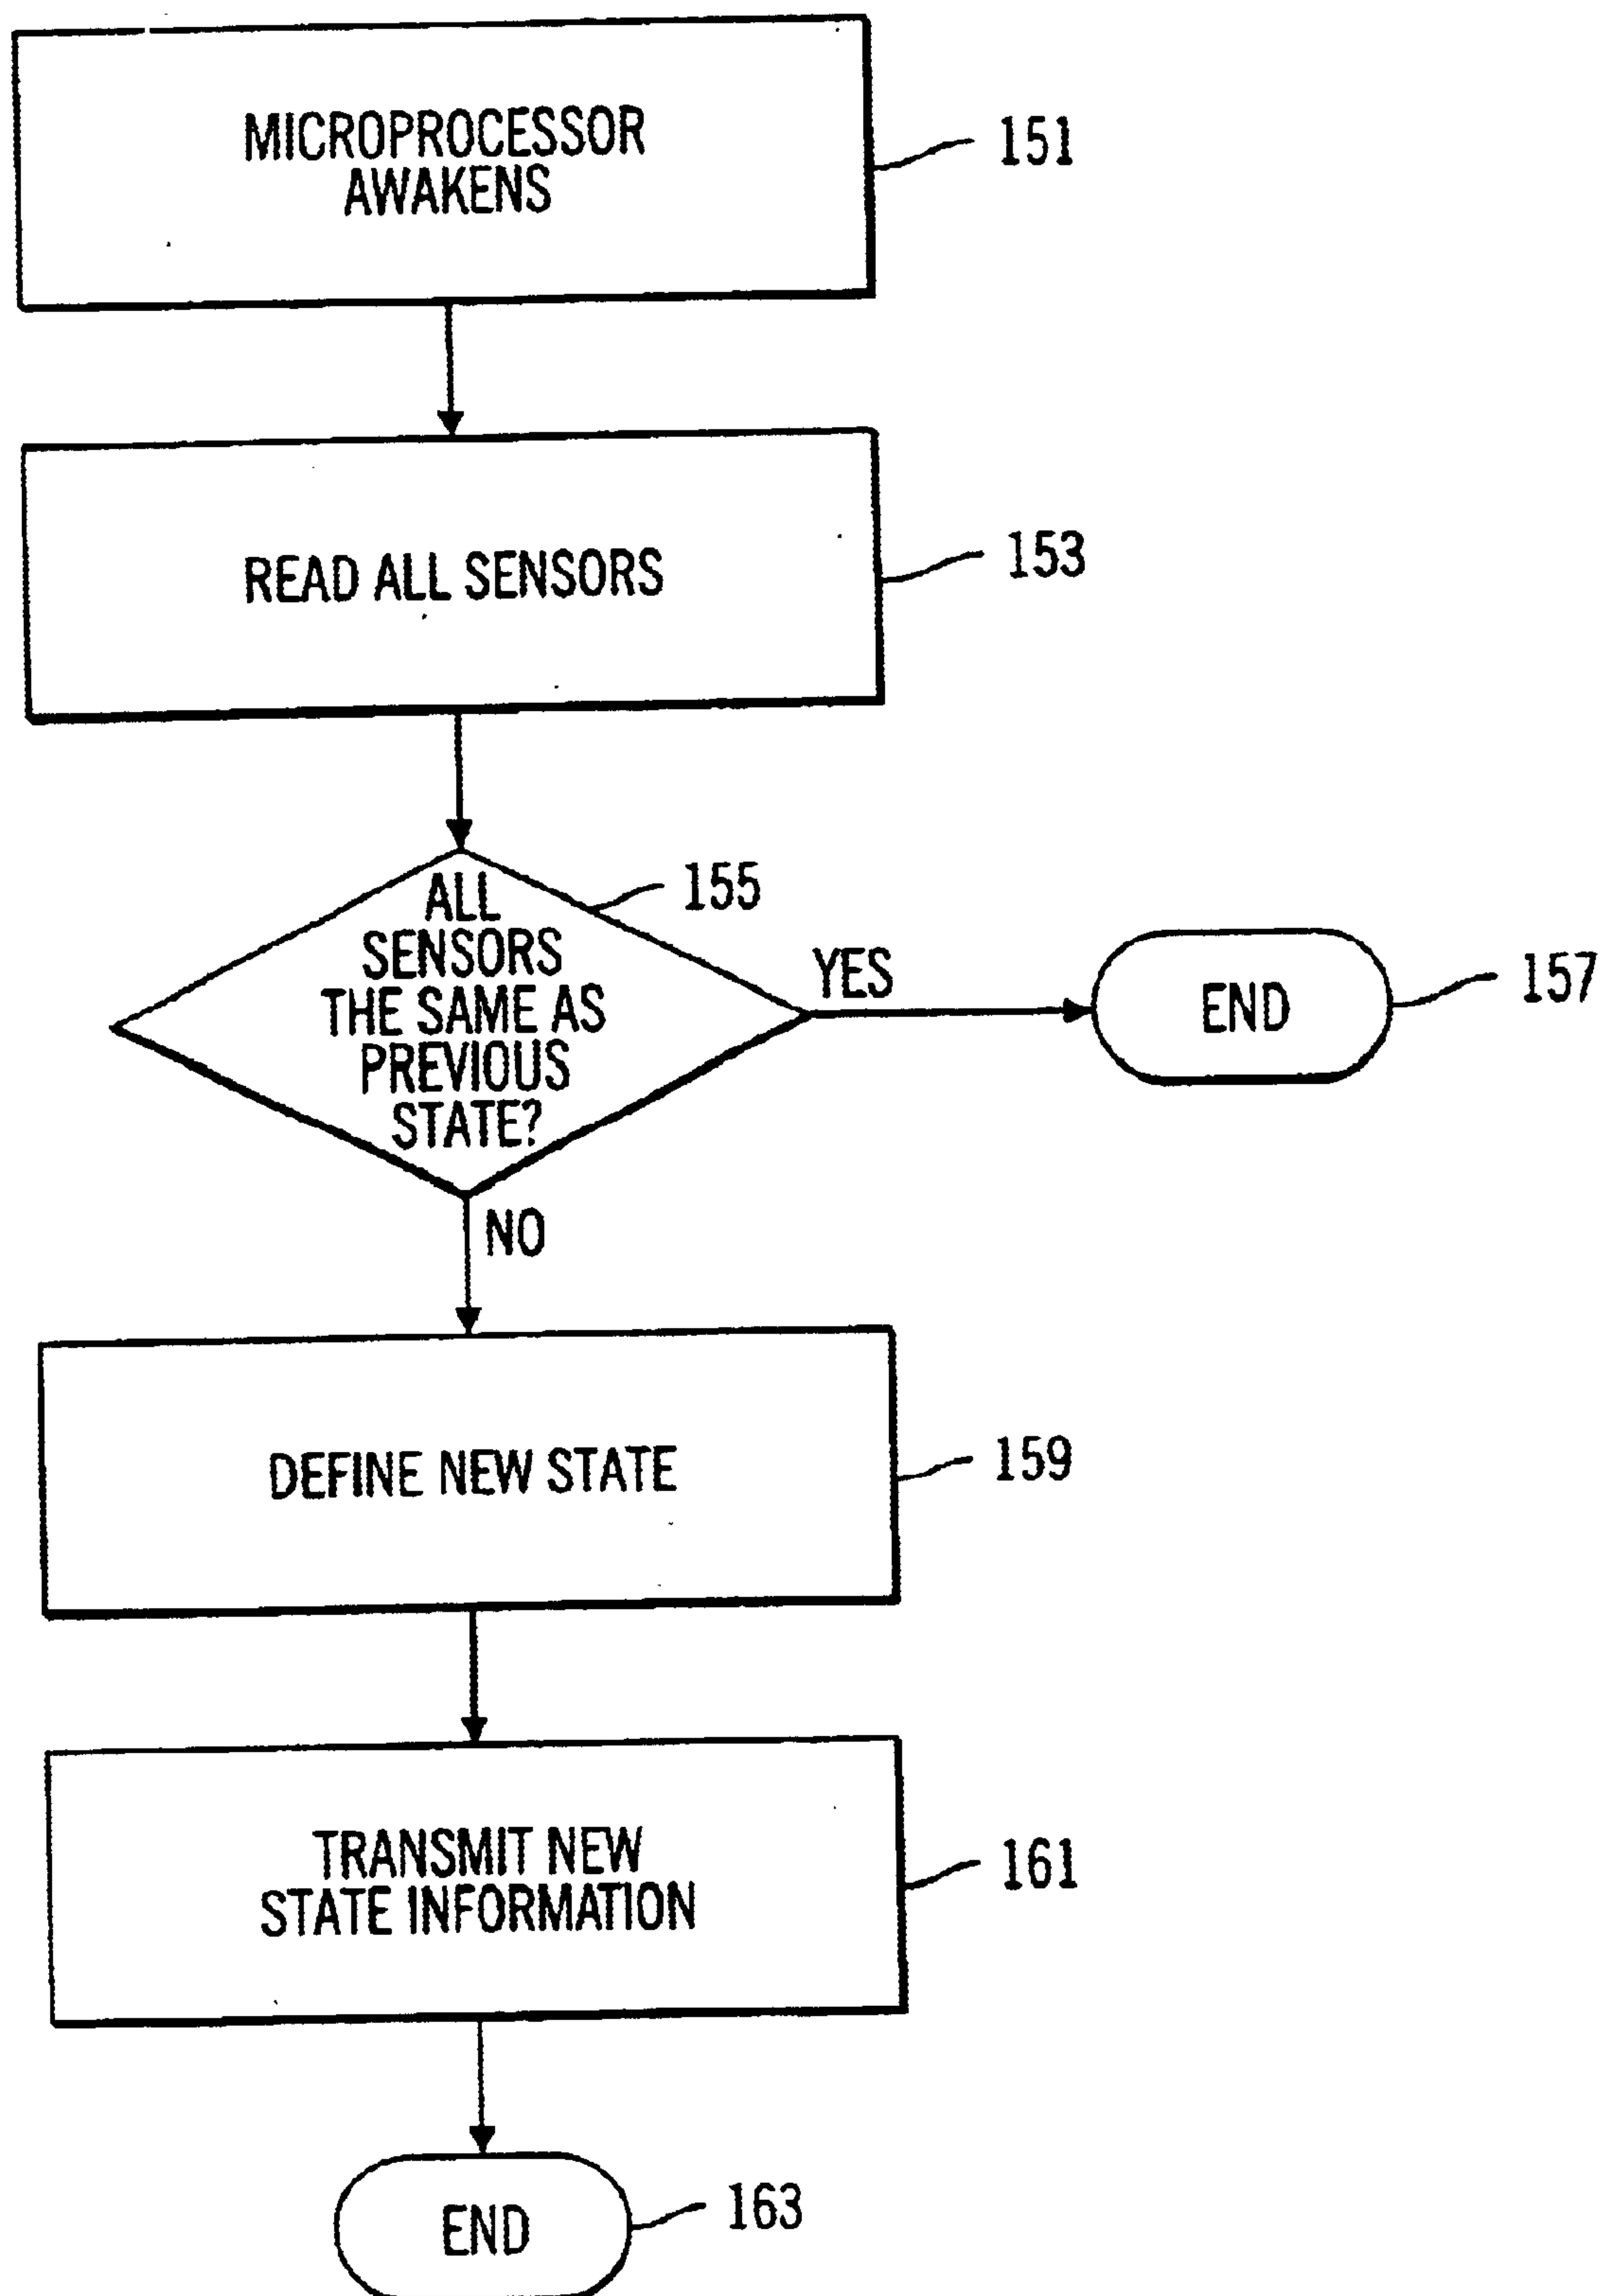 MICROPROCESSOR
AWAKENS
151
READ ALL SENSORS
153
ALL
SENSORS
THE SAME AS
PREVIOUS
STATE?
155
YES
END
157
NO
DEFINE NEW STATE
159
TRANSMIT NEW
STATE INFORMATION
161
END
163